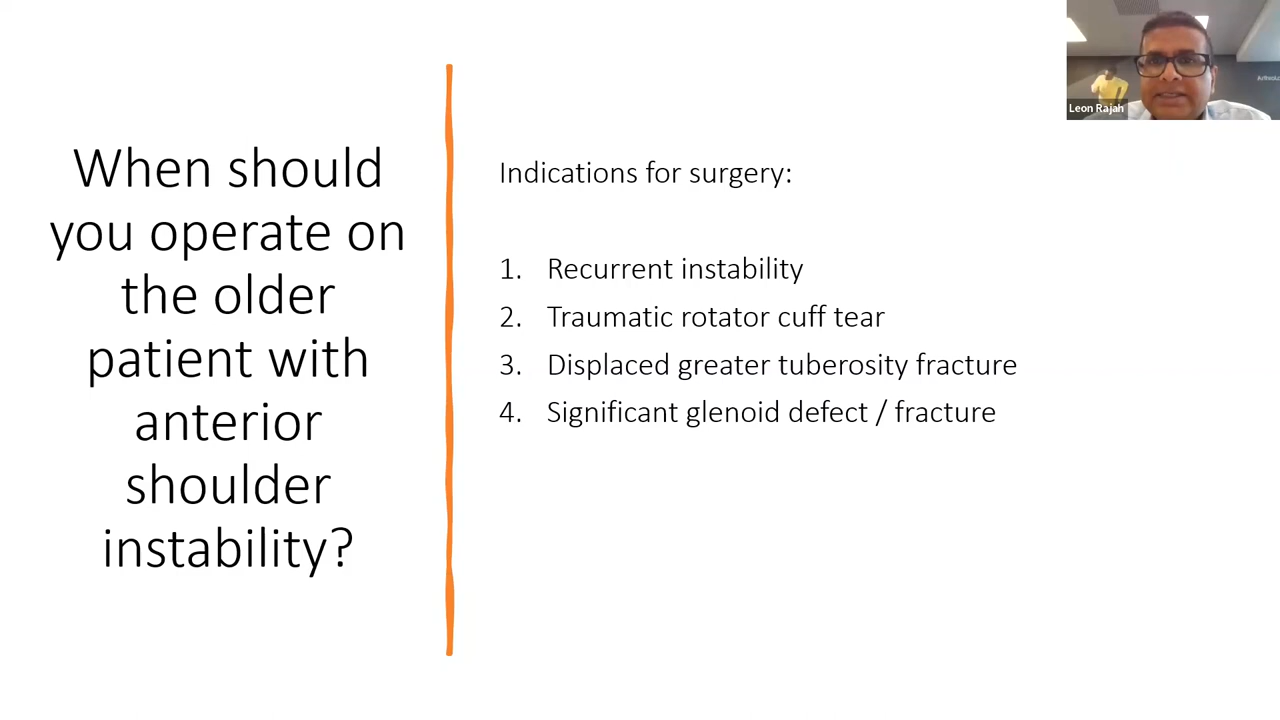 When should
you operate on
the older
patient with
anterior
shoulder
instability?
Indications for surgery:
1. Recurrent instability
2. Traumatic rotator cuff tear
3. Displaced greater tuberosity fracture
4. Significant glenoid defect / fracture
Leon Rajah